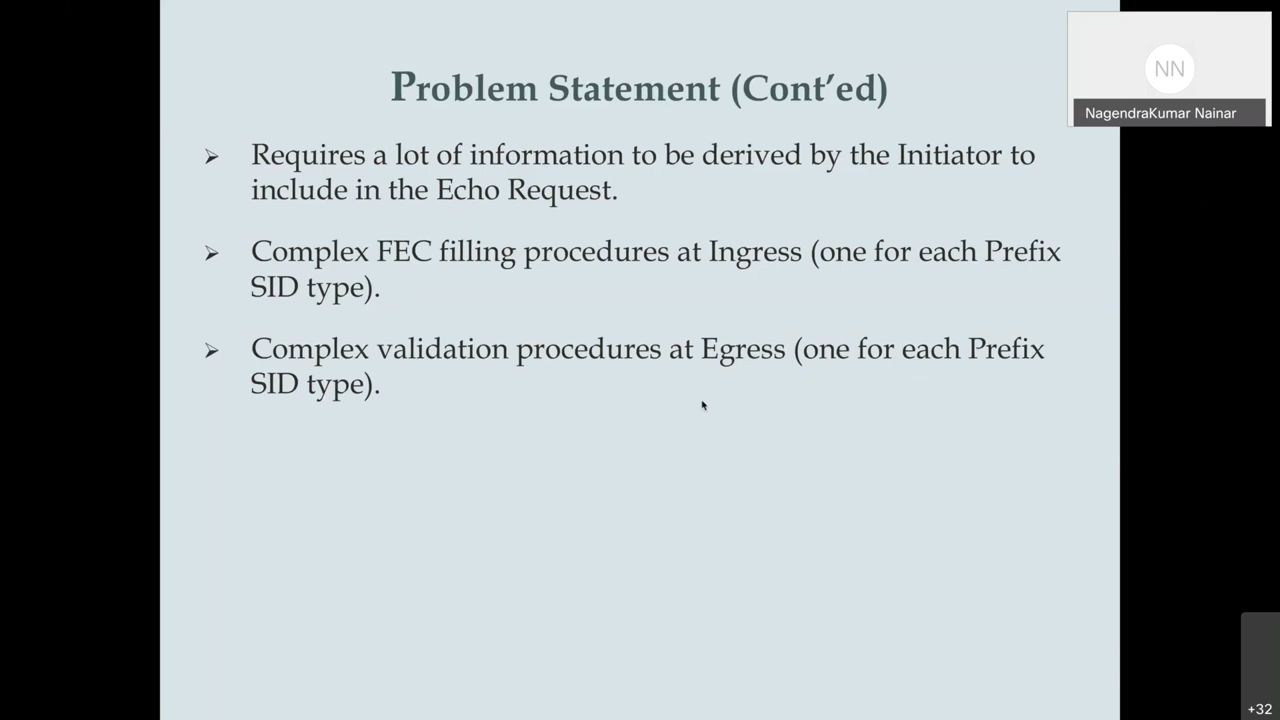 Problem Statement (Cont’ed)
NN
NagendraKumar Nainar
Requires a lot of information to be derived by the Initiator to
include in the Echo Request.
Complex FEC filling procedures at Ingress (one for each Prefix
SID type).
Complex validation procedures at Egress (one for each Prefix
SID type).
+32